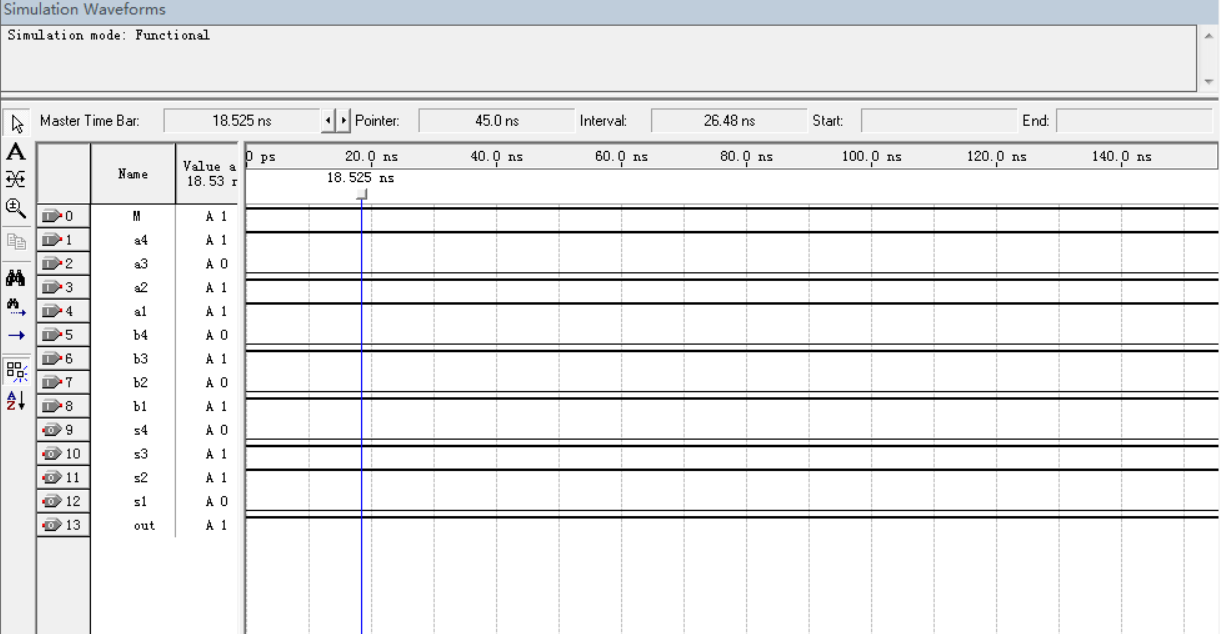 Simulation Waveforms
Simulation mode: Functional
Master Time Bar: 18.525 ns Pointer: 45.0 ns Interval: 26.48 ns Start: End:
Name Value a 18.53 r
0 ps 20.0 ns 40.0 ns 60.0 ns 80.0 ns 100.0 ns 120.0 ns 140.0 ns
18.525 ns
0 M A 1
1 a4 A 1
2 a3 A 0
3 a2 A 1
4 a1 A 1
5 b4 A 0
6 b3 A 1
7 b2 A 0
8 b1 A 1
9 s4 A 0
10 s3 A 1
11 s2 A 1
12 s1 A 0
13 out A 1